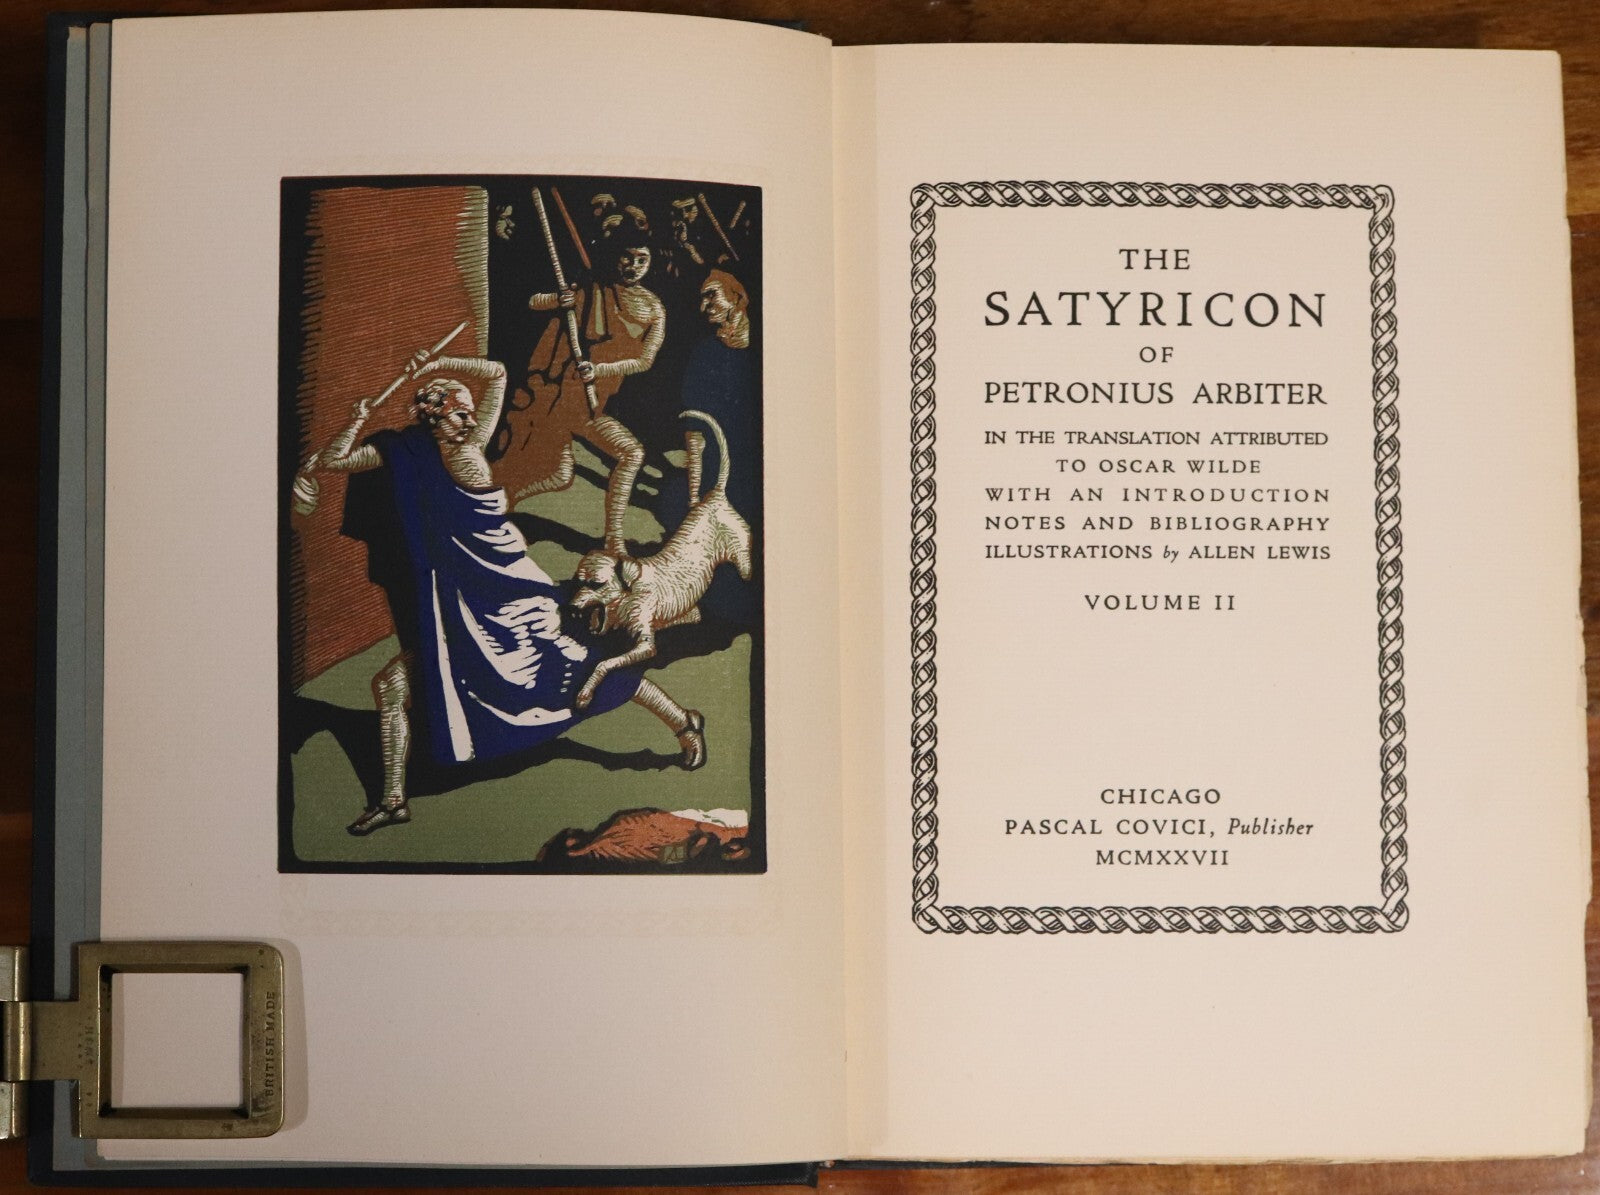 THE
SATYRICON
OF
PETRONIUS ARBITER
IN THE TRANSLATION ATTRIBUTED
TO OSCAR WILDE
WITH AN INTRODUCTION
NOTES AND BIBLIOGRAPHY
ILLUSTRATIONS by ALLEN LEWIS
VOLUME II
CHICAGO
PASCAL COVICI, Publisher
MCMXXVII
BRITISH MADE